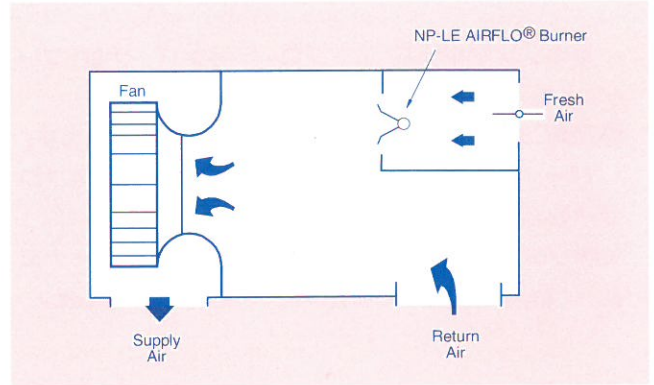 NP-LE AIRFLO® Burner
Fan
Fresh
Air
Supply
Air
Return
Air